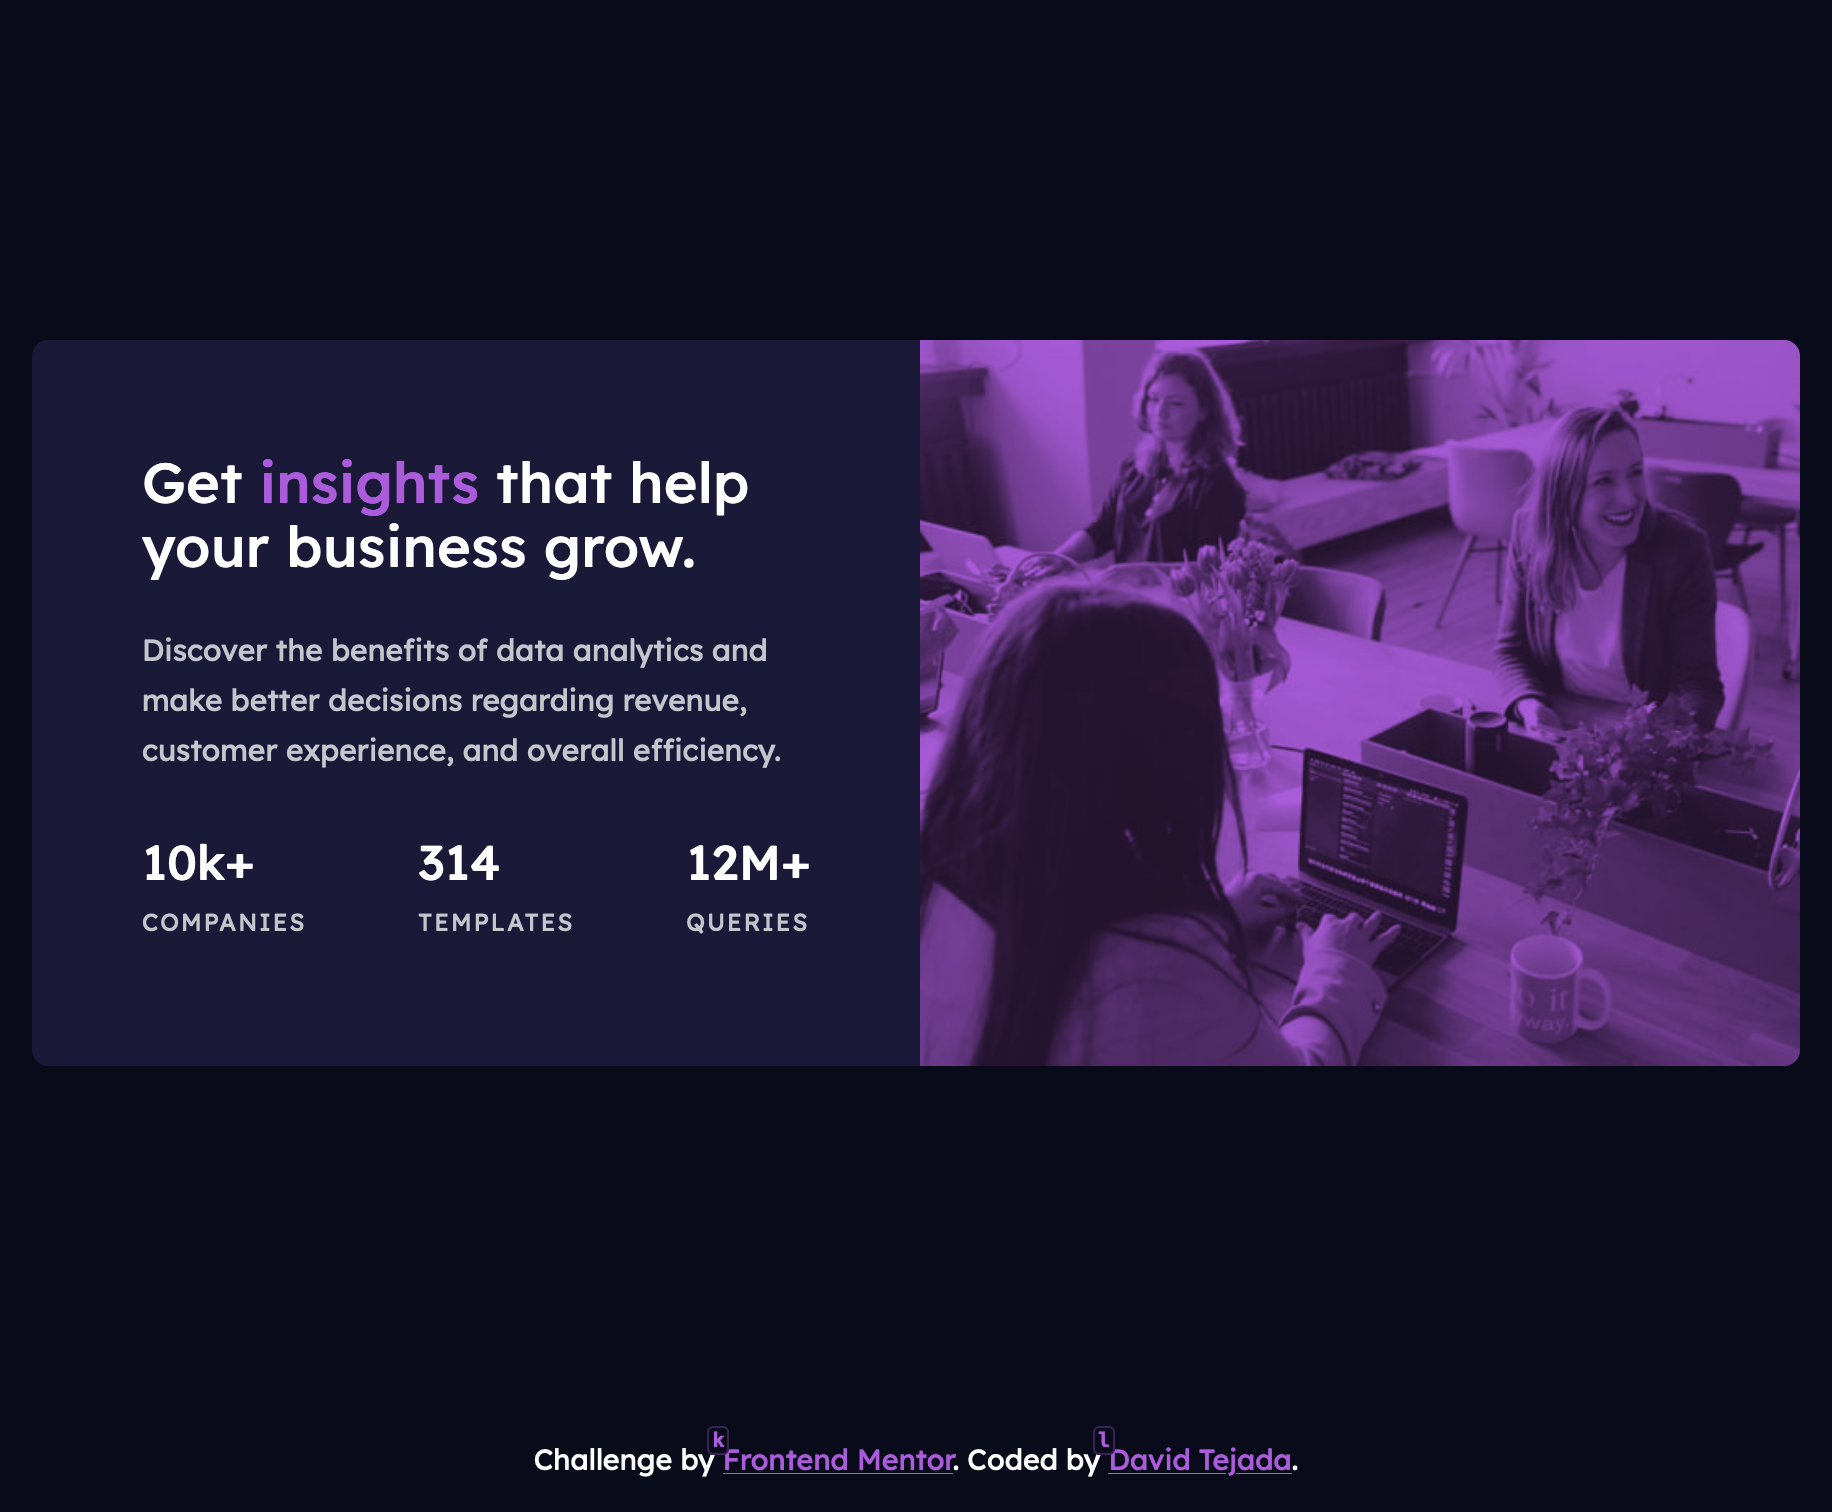 Get insights that help
your business grow.
Discover the benefits of data analytics and
make better decisions regarding revenue,
customer experience, and overall efficiency.
10k+ 314 12M+
COMPANIES TEMPLATES QUERIES
o it
way.
k l
Challenge by Frontend Mentor. Coded by David Tejada.